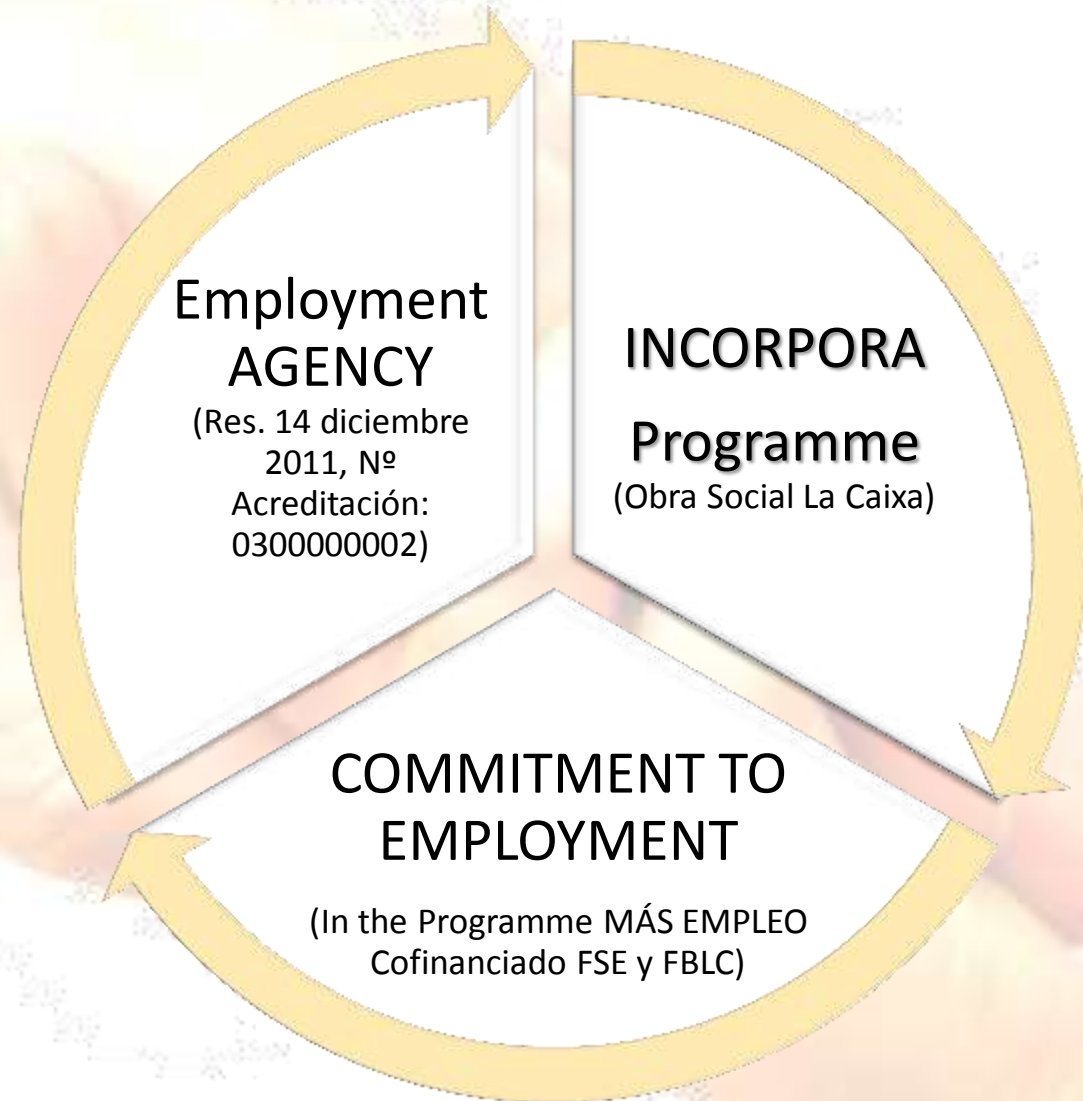 Employment
AGENCY
(Res. 14 diciembre
2011, Nº
Acreditación:
0300000002)
INCORPORA
Programme
(Obra Social La Caixa)
COMMITMENT TO
EMPLOYMENT
(In the Programme MÁS EMPLEO
Cofinanciado FSE y FBLC)